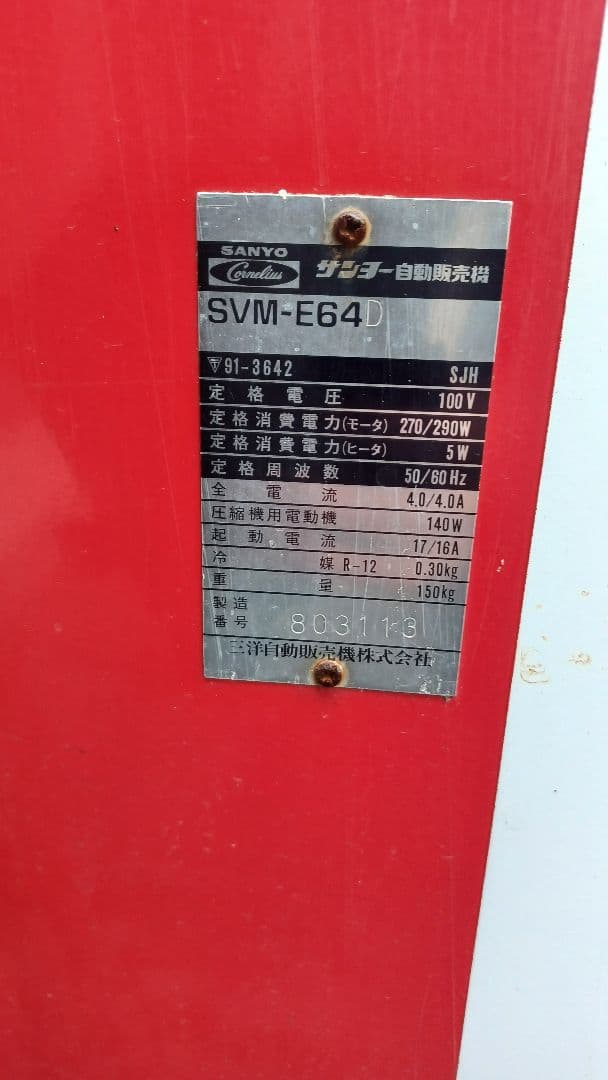 SANYO
Cornelius サンヨー自動販売機
SVM-E64D
〒91-3642 SJH
定格電圧 100V
定格消費電力(モータ) 270/290W
定格消費電力(ヒータ) 5W
定格周波数 50/60Hz
全電流 4.0/4.0A
圧縮機用電動機 140W
起動電流 17/16A
冷媒 R-12 0.30kg
重量 150kg
製造
番号 803113
三洋自動販売機株式会社